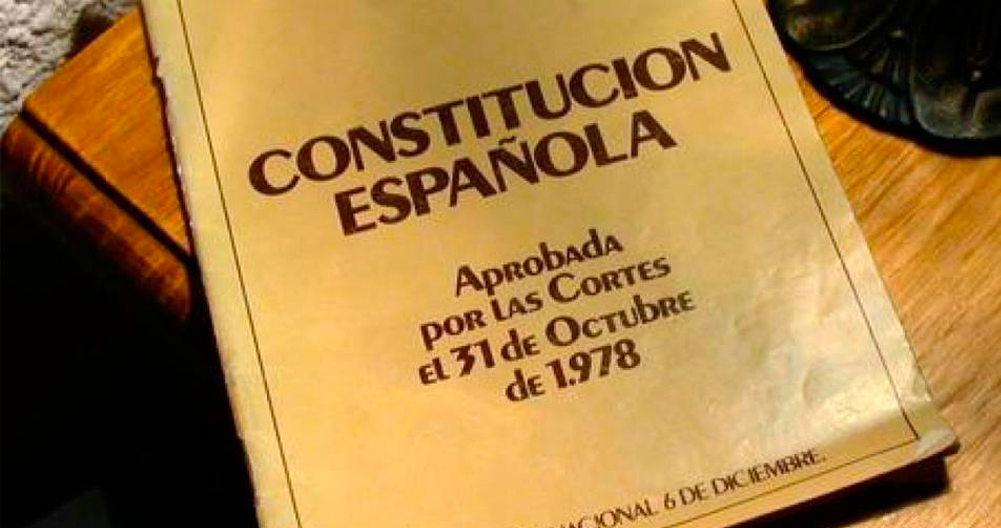 CONSTITUCION
ESPAÑOLA
Aprobada
por las Cortes
el 31 de Octubre
de 1.978
NACIONAL 6 DE DICIEMBRE.